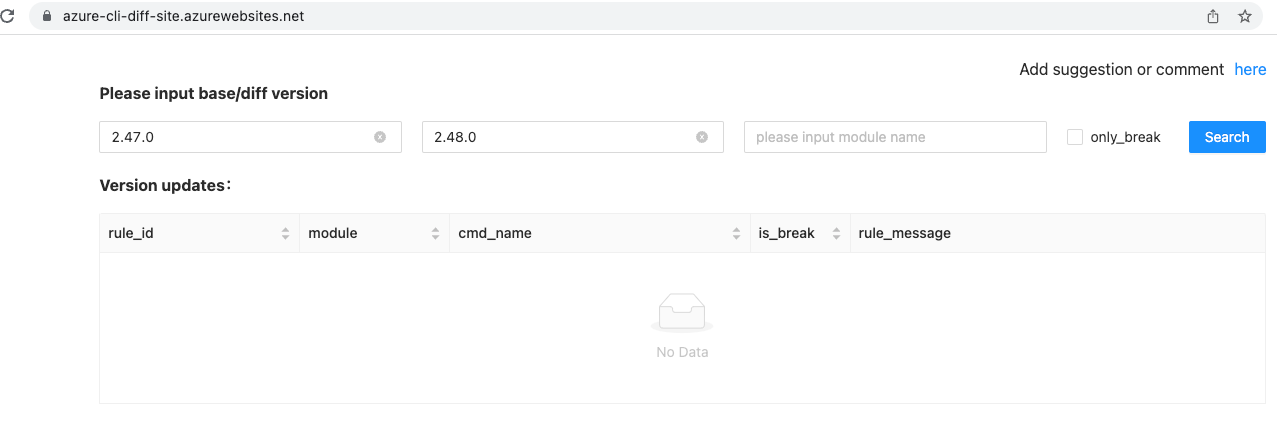 azure-cli-diff-site.azurewebsites.net
Add suggestion or comment here
Please input base/diff version
2.47.0 2.48.0 please input module name only_break Search
Version updates:
rule_id module cmd_name is_break rule_message
No Data